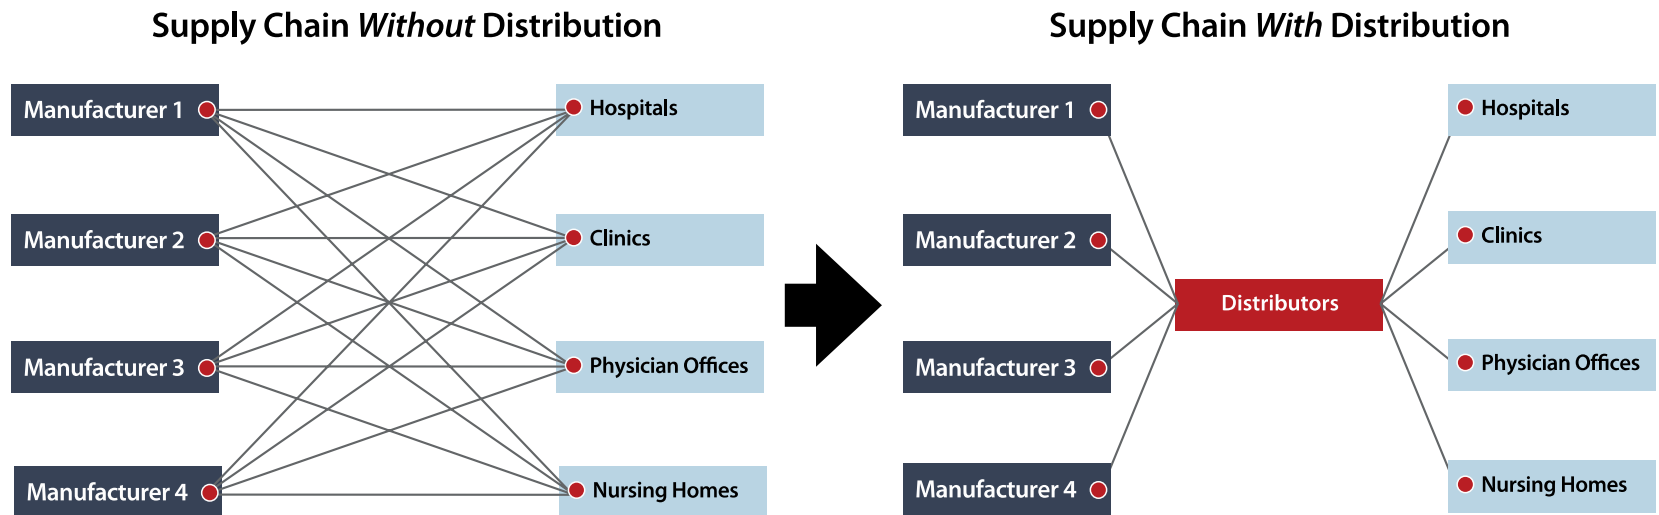 Supply Chain Without Distribution
Manufacturer 1
Hospitals
Manufacturer 2
Clinics
Manufacturer 3
Physician Offices
Manufacturer 4
Nursing Homes
Supply Chain With Distribution
Manufacturer 1
Hospitals
Manufacturer 2
Clinics
Distributors
Manufacturer 3
Physician Offices
Manufacturer 4
Nursing Homes